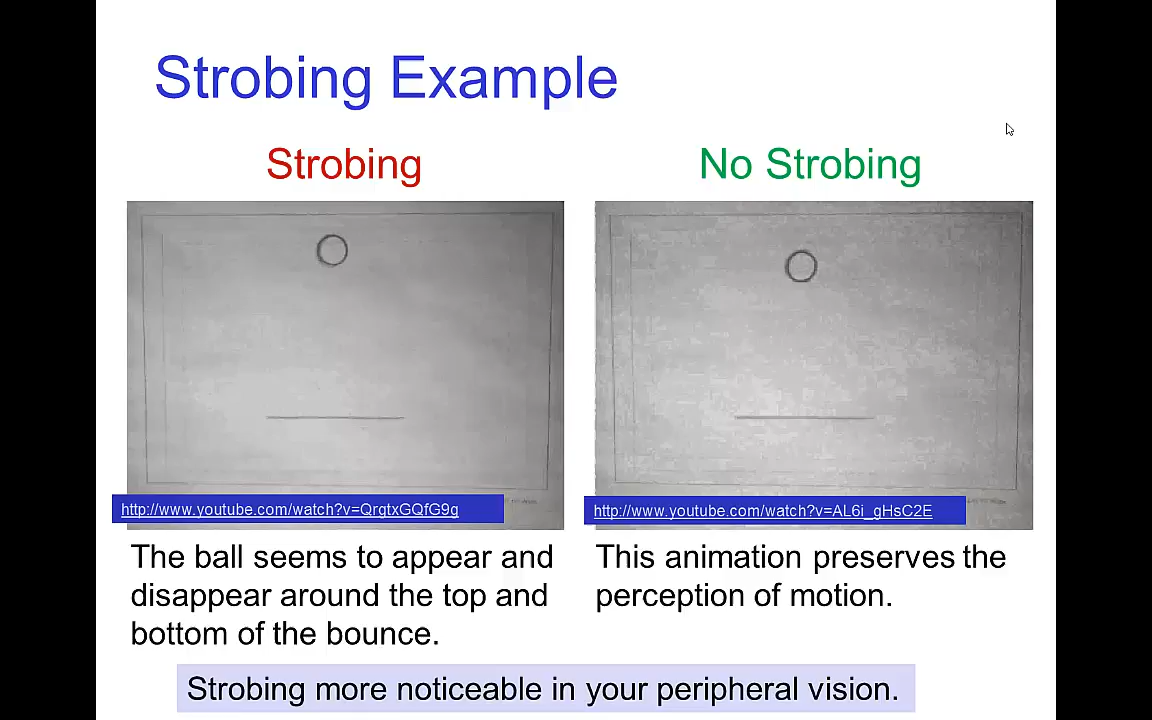 Strobing Example
Strobing
No Strobing
http://www.youtube.com/watch?v=QrgtxGQfG9g
http://www.youtube.com/watch?v=AL6i_gHsC2E
The ball seems to appear and
disappear around the top and
bottom of the bounce.
This animation preserves the
perception of motion.
Strobing more noticeable in your peripheral vision.